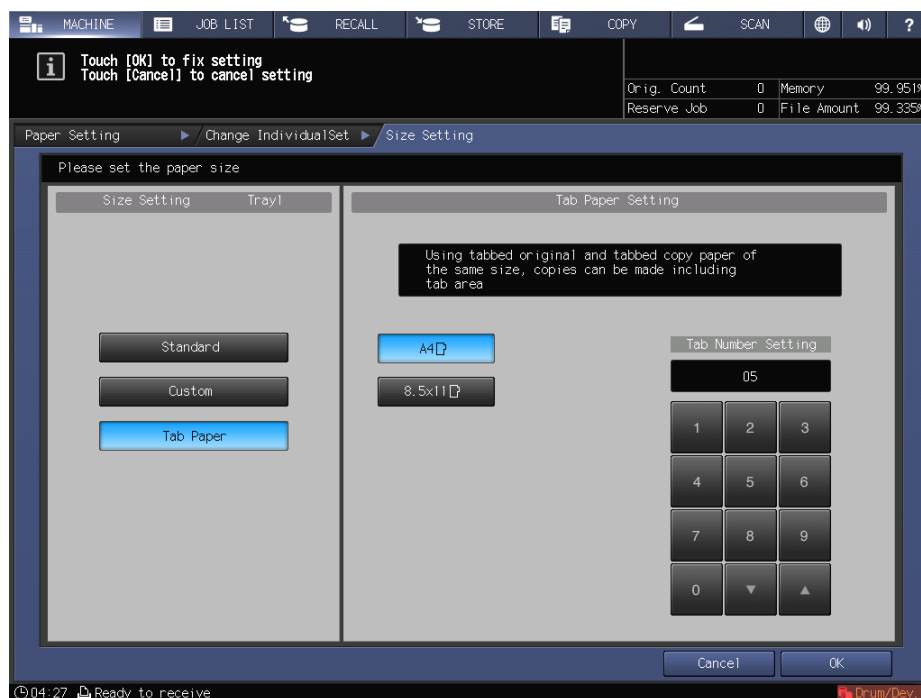 MACHINE JOB LIST RECALL STORE COPY SCAN ?
Touch [OK] to fix setting
Touch [Cancel] to cancel setting
Orig. Count 0 Memory 99.951%
Reserve Job 0 File Amount 99.335%
Paper Setting Change IndividualSet Size Setting
Please set the paper size
Size Setting Tray1
Tab Paper Setting
Using tabbed original and tabbed copy paper of
the same size, copies can be made including
tab area
Standard
Custom
Tab Paper
A4
8.5x11
Tab Number Setting
05
1 2 3
4 5 6
7 8 9
0
Cancel OK
04:27 Ready to receive Drum/Dev.